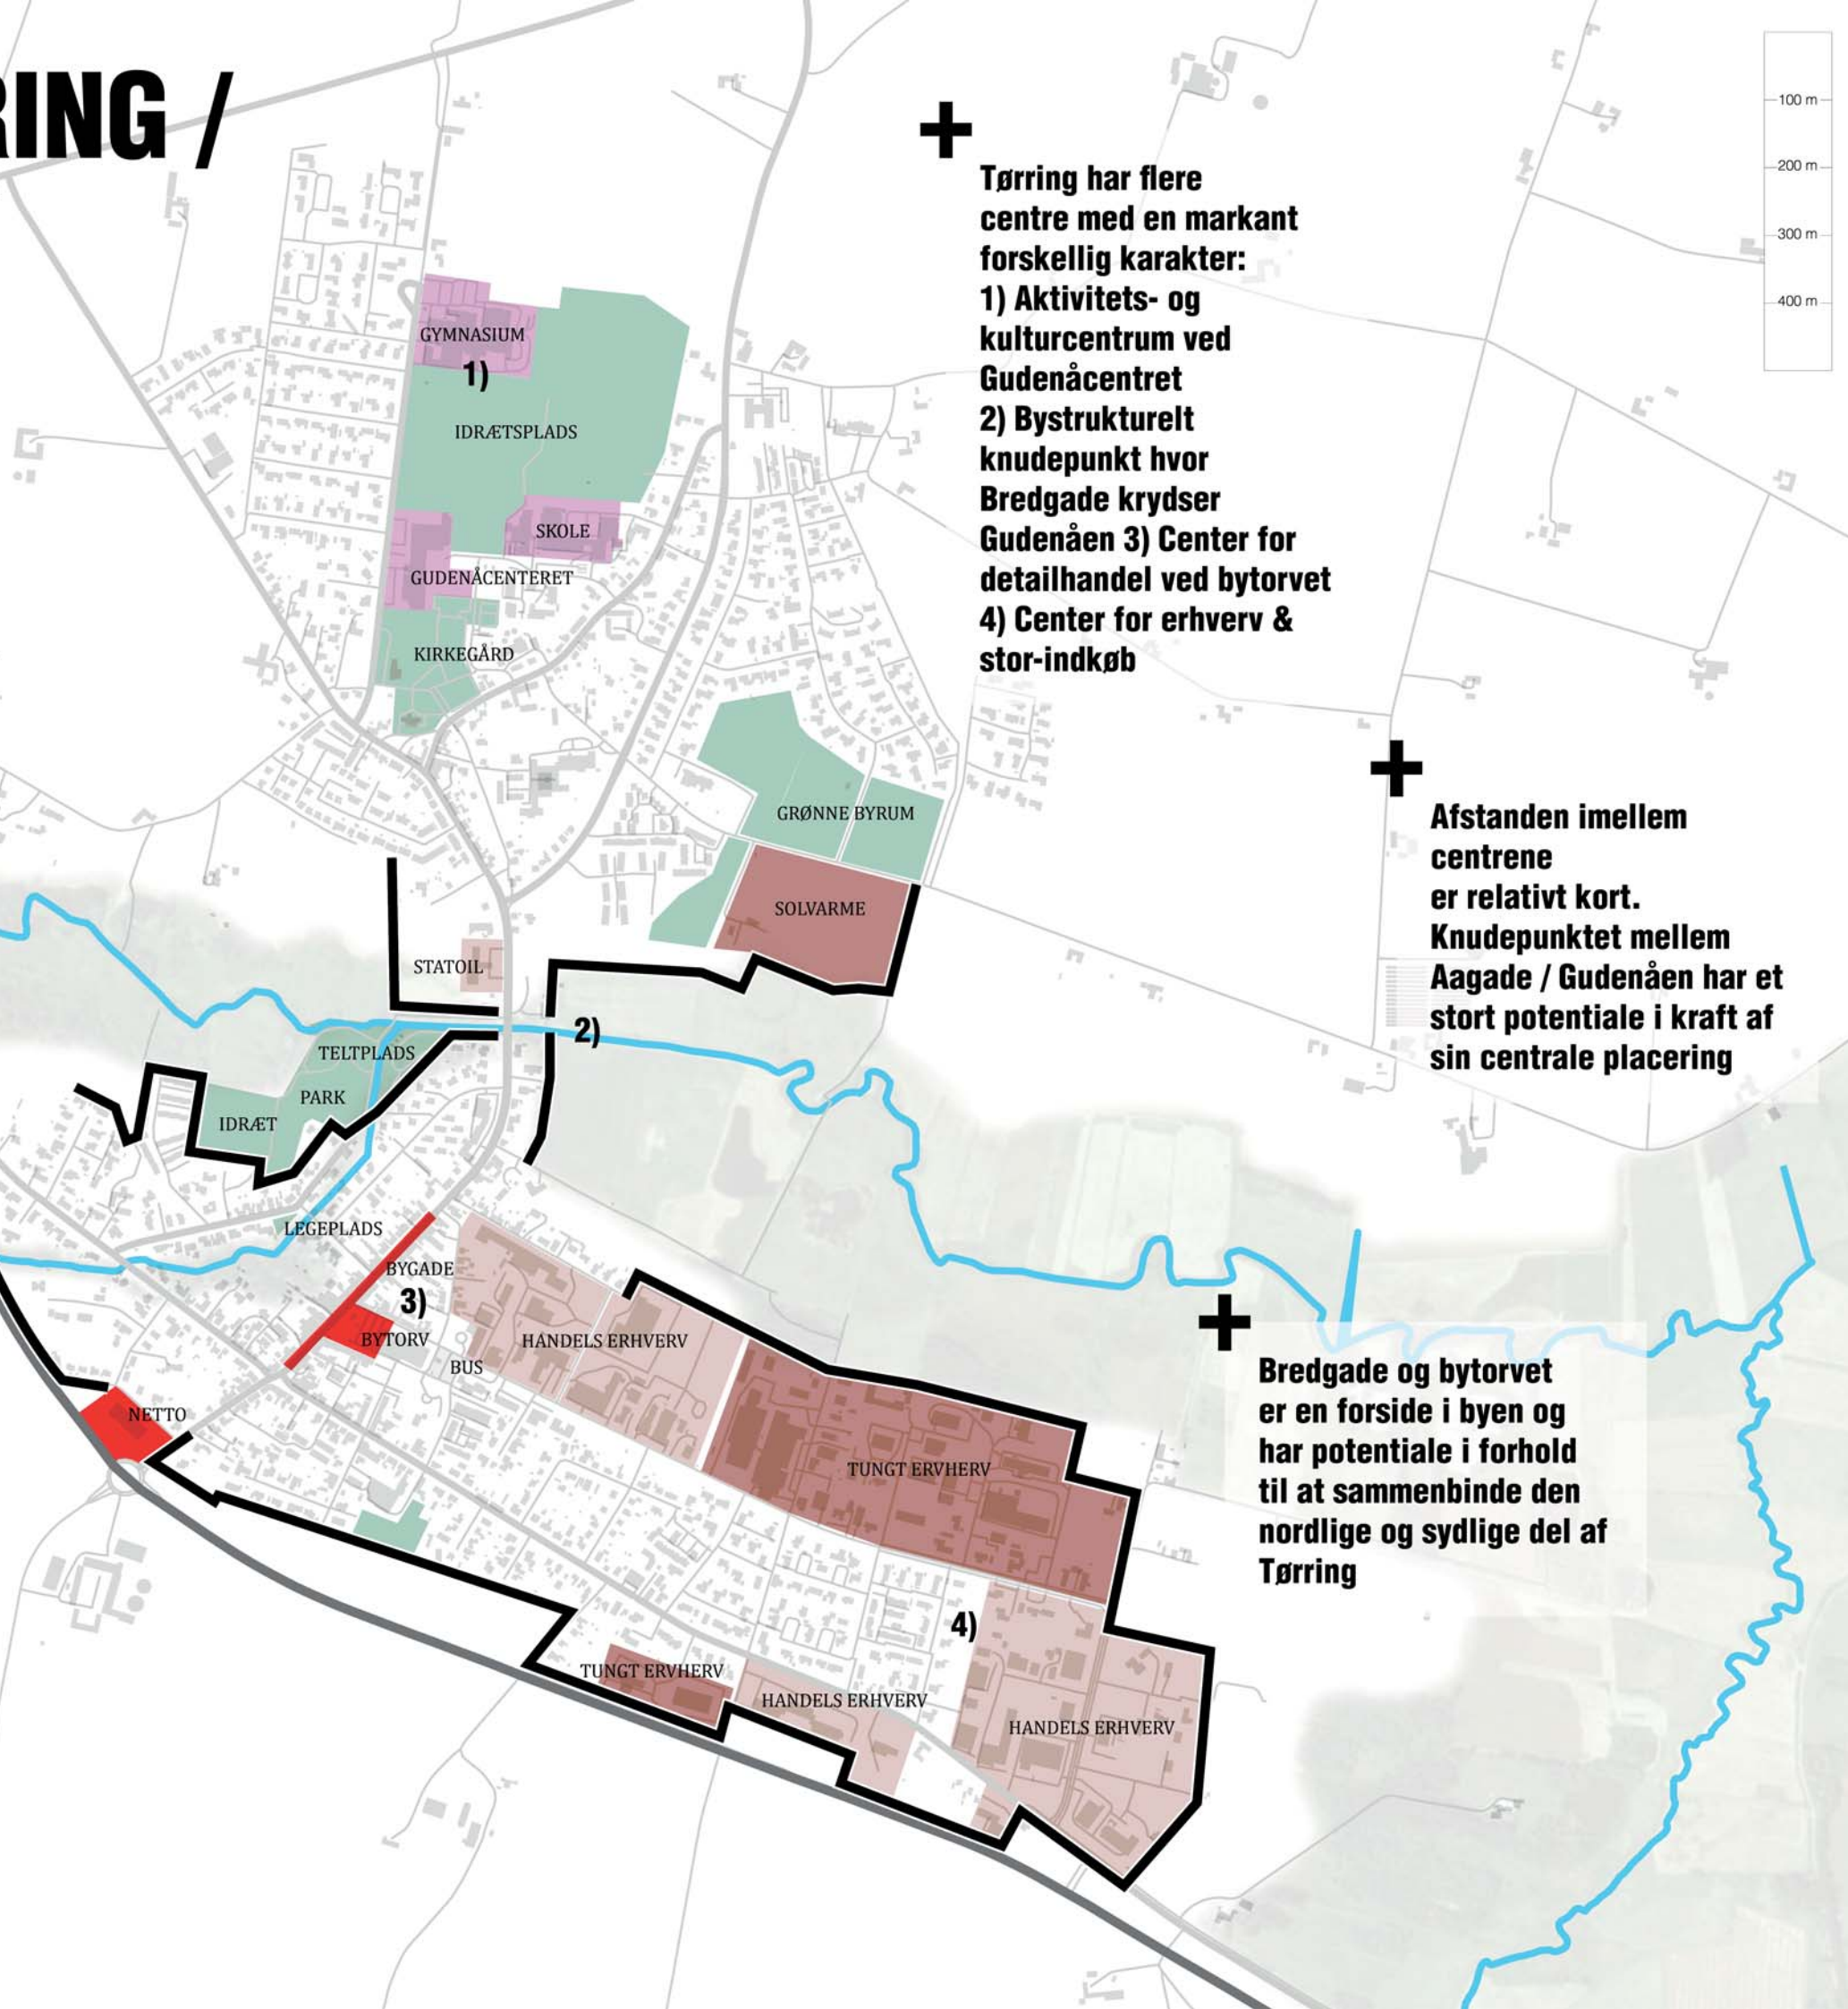 RING /
100 m
200 m
300 m
400 m
Tørring har flere
centre med en markant
forskellig karakter:
1) Aktivitets- og
kulturcentrum ved
Gudenåcentret
2) Bystrukturelt
knudepunkt hvor
Bredgade krydser
Gudenåen 3) Center for
detailhandel ved bytorvet
4) Center for erhverv &
stor-indkøb
GYMNASIUM
1)
IDRÆTSPLADS
SKOLE
GUDENÅCENTERET
KIRKEGÅRD
GRØNNE BYRUM
SOLVARME
Afstanden imellem
centrene
er relativt kort.
Knudepunktet mellem
Aagade / Gudenåen har et
stort potentiale i kraft af
sin centrale placering
STATOIL
2)
TELTPLADS
PARK
IDRÆT
LEGEPLADS
BYGADE
3)
BYTORV
BUS
HANDELS ERHVERV
NETTO
Bredgade og bytorvet
er en forside i byen og
har potentiale i forhold
til at sammenbinde den
nordlige og sydlige del af
Tørring
TUNGT ERVHERV
4)
TUNGT ERVHERV
HANDELS ERHVERV
HANDELS ERHVERV